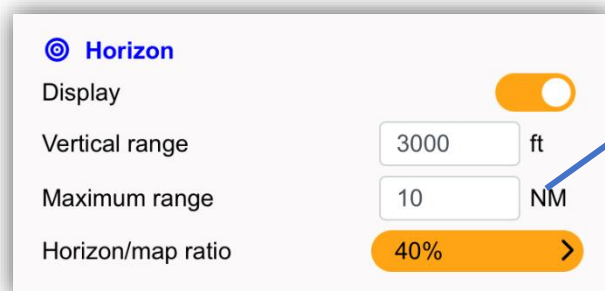 Horizon
Display
Vertical range 3000 ft
Maximum range 10 NM
Horizon/map ratio 40%